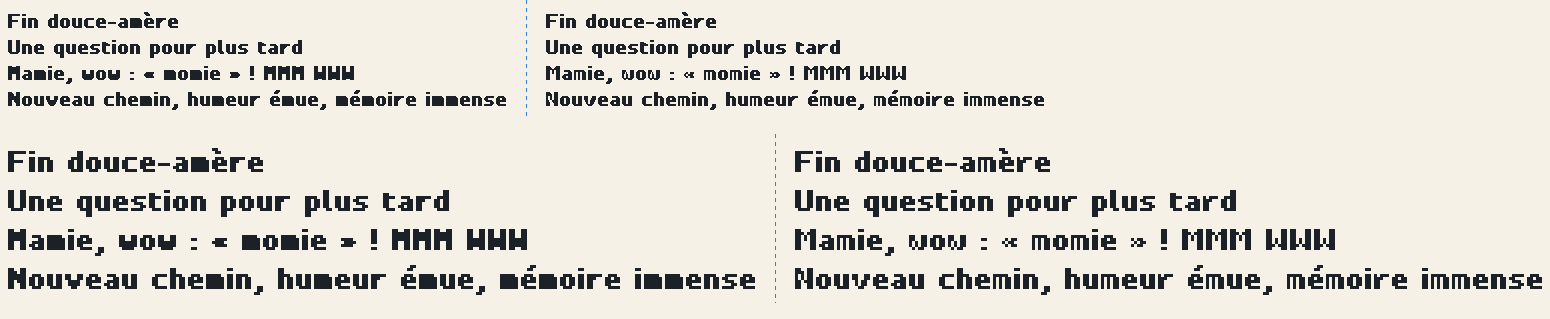 Fin douce-amère
Une question pour plus tard
Mamie, wow : « momie » ! MMM WWW
Nouveau chemin, humeur émue, mémoire immense
Fin douce-amère
Une question pour plus tard
Mamie, wow : « momie » ! MMM WWW
Nouveau chemin, humeur émue, mémoire immense
Fin douce-amère
Une question pour plus tard
Mamie, wow : « momie » ! MMM WWW
Nouveau chemin, humeur émue, mémoire immense
Fin douce-amère
Une question pour plus tard
Mamie, wow : « momie » ! MMM WWW
Nouveau chemin, humeur émue, mémoire immense